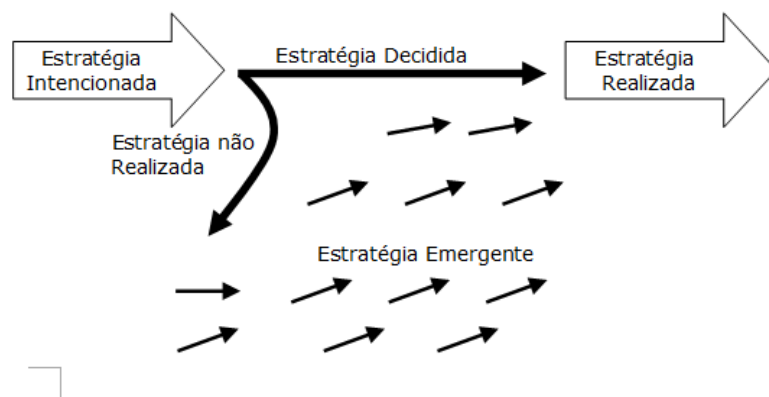 Estratégia
Intencionada
Estratégia Decidida
Estratégia
Realizada
Estratégia não
Realizada
Estratégia Emergente